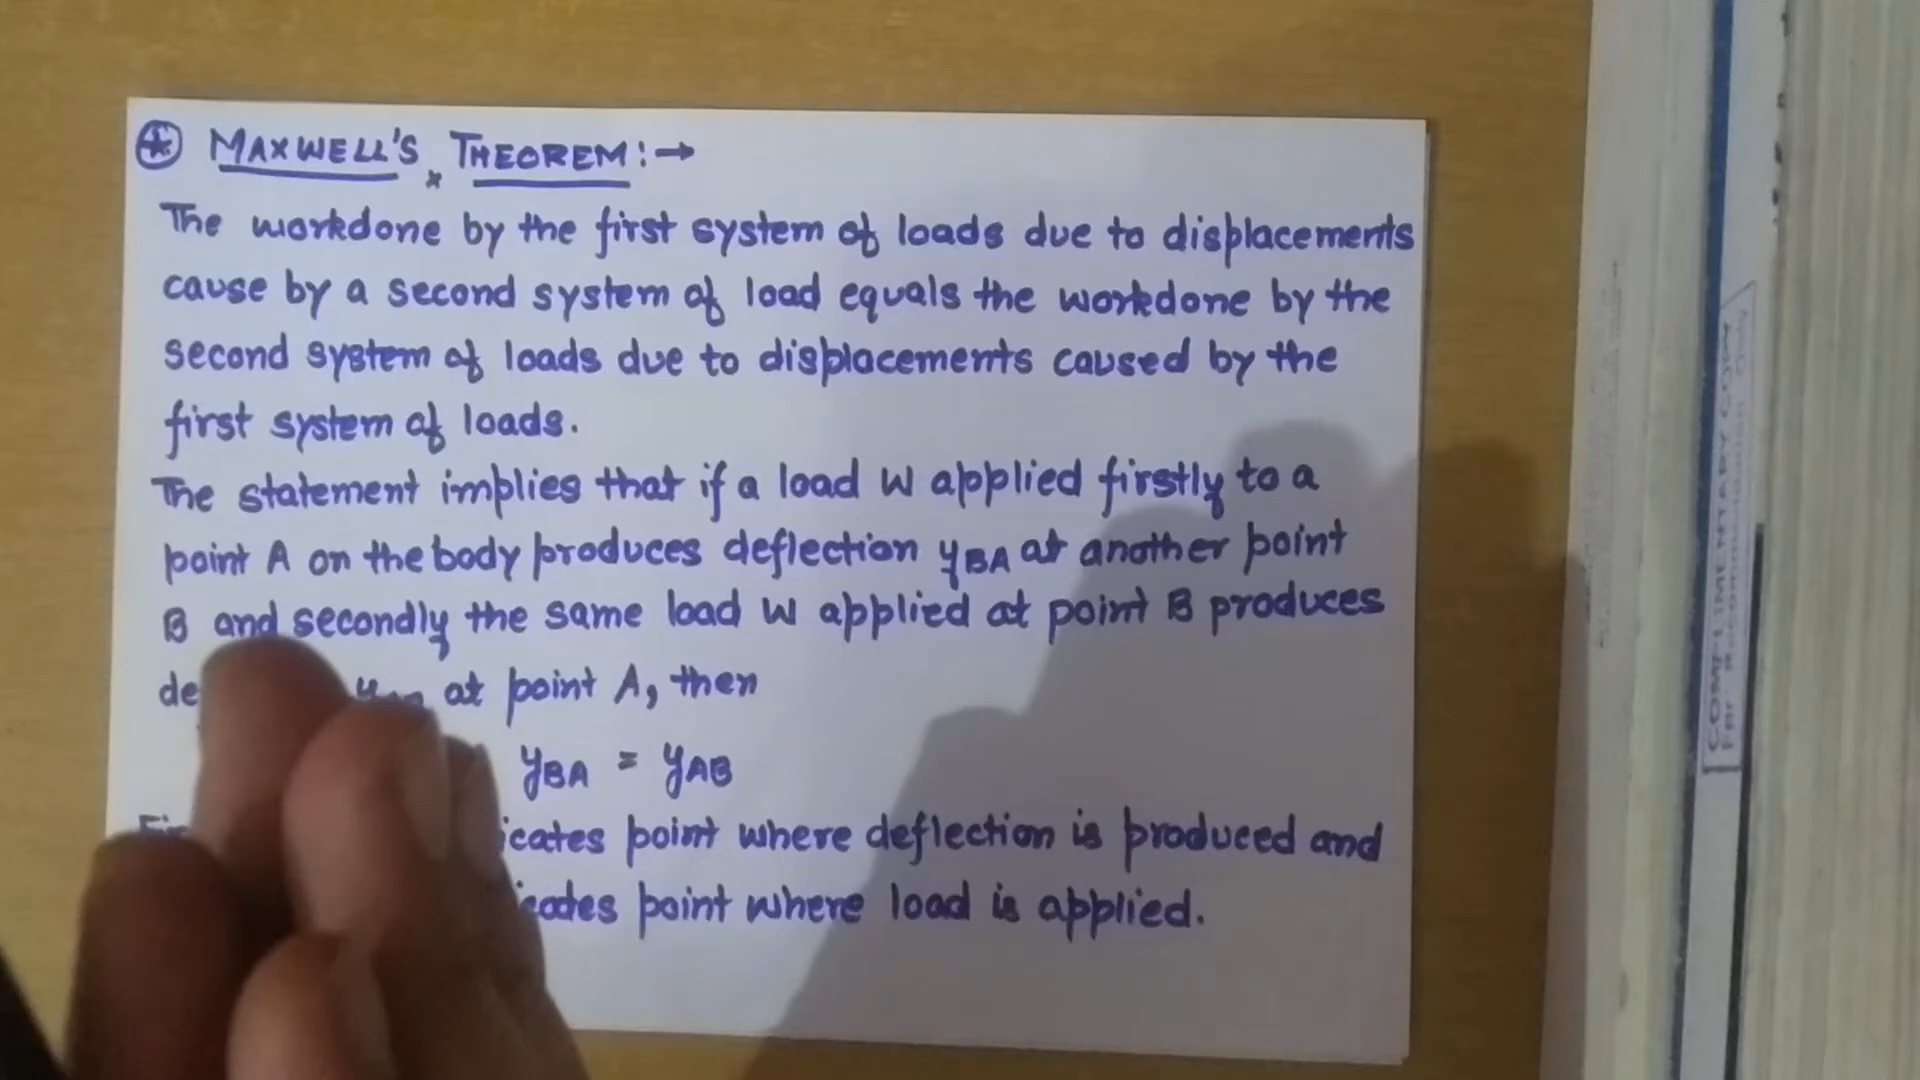 MAXWELL'S THEOREM:→
The workdone by the first system of loads due to displacements
cause by a second system of load equals the workdone by the
second system of loads due to displacements caused by the
first system of loads.
The statement implies that if a load W applied firstly to a
point A on the body produces deflection yBA at another point
B and secondly the same load W applied at point B produces
at point A, then
yBA = yAB
point where deflection is produced and
point where load is applied.
COMPLIMENTARY COPY